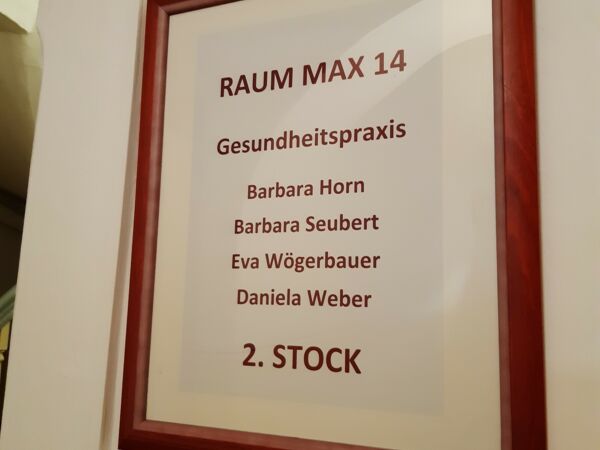 RAUM MAX 14
Gesundheitspraxis
Barbara Horn
Barbara Seubert
Eva Wögerbauer
Daniela Weber
2. STOCK